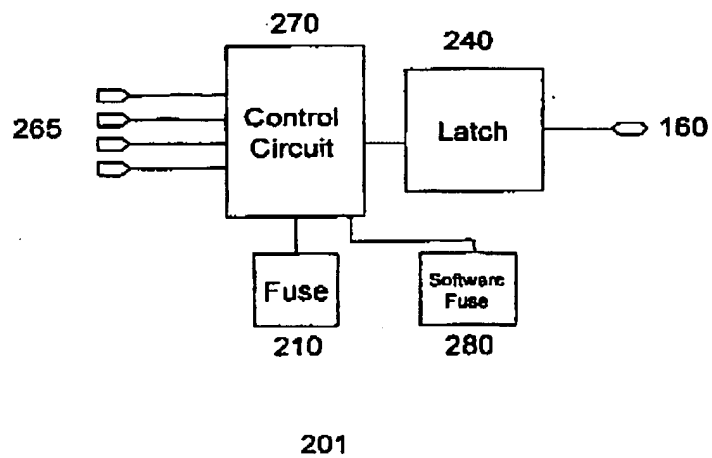 270
240
265
Control
Circuit
Latch
160
Fuse
Software
Fuse
210
280
201